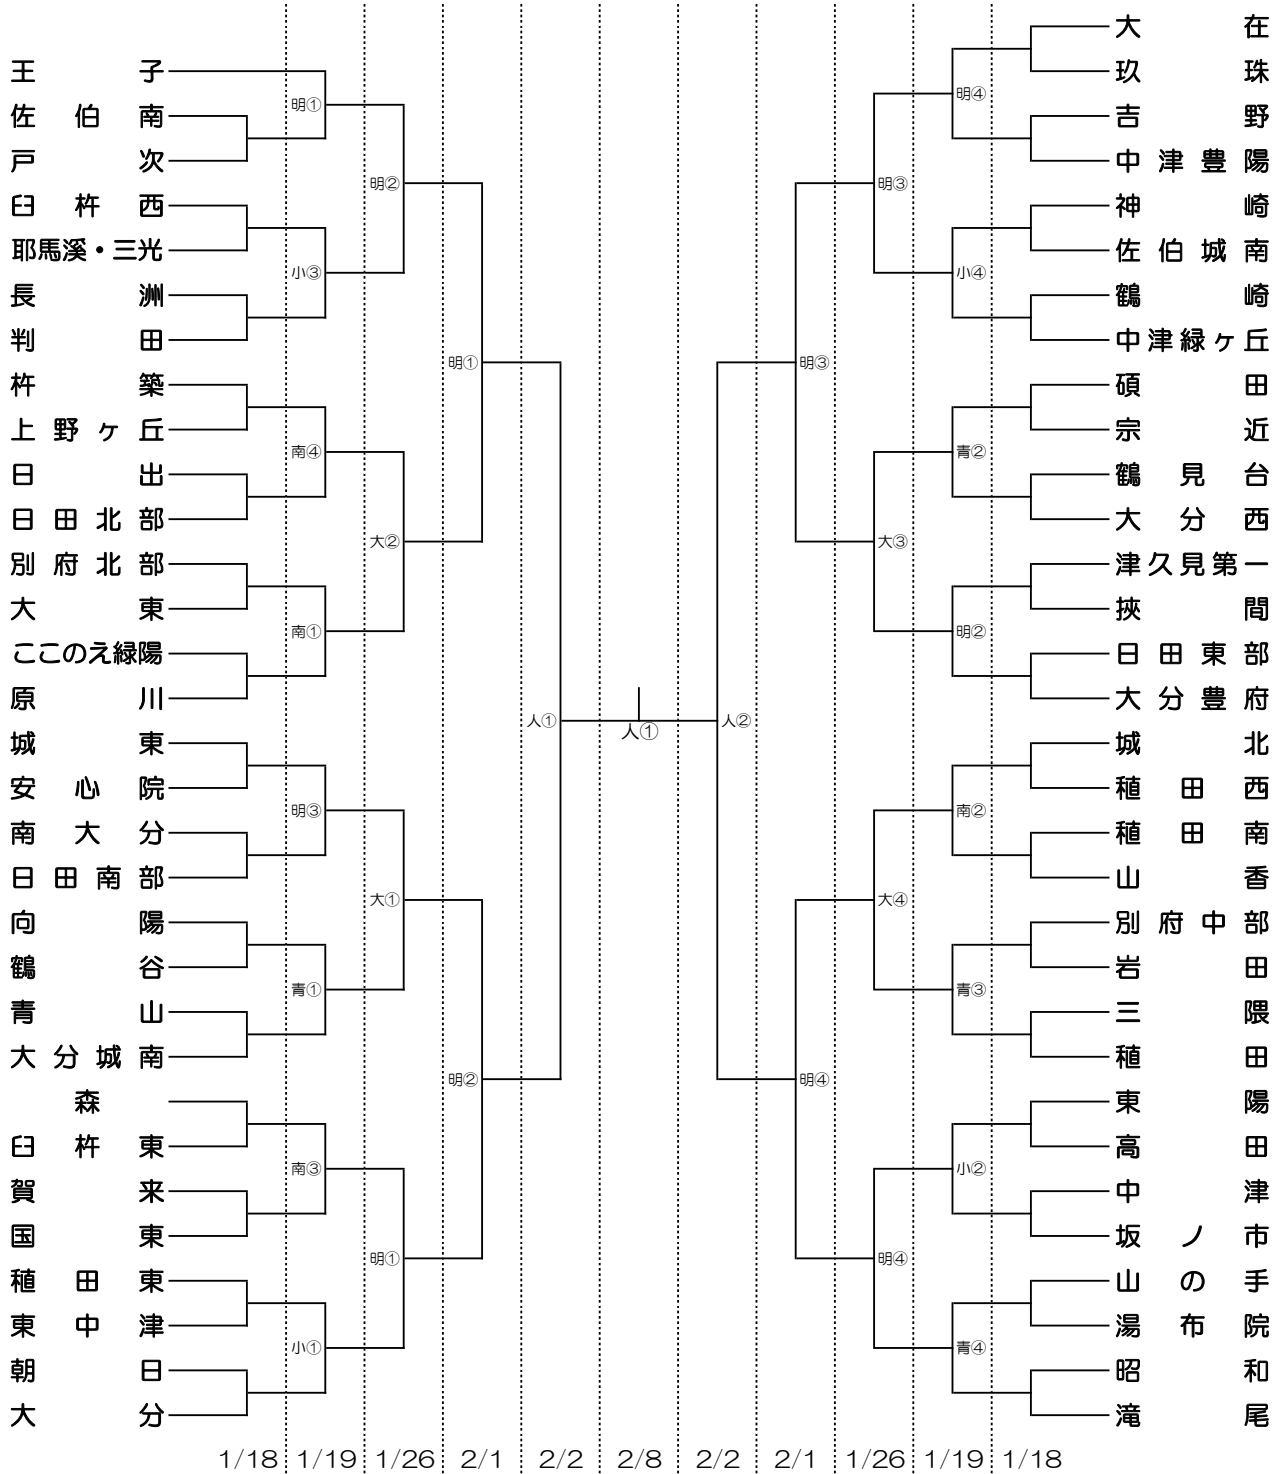 大在
王子
玖珠
明①
明④
佐伯南
吉野
戸次
中津豊陽
明②
明③
臼杵西
神崎
耶馬溪・三光
佐伯城南
小③
小④
長洲
鶴崎
判田
中津緑ヶ丘
明①
明③
杵築
碩田
上野ヶ丘
宗近
南④
青②
日出
鶴見台
日田北部
大分西
大②
大③
別府北部
津久見第一
大東
挾間
南①
明②
ここのえ緑陽
日田東部
原川
大分豊府
人①
人①
人②
城東
城北
安心院
稙田西
明③
南②
南大分
稙田南
日田南部
山香
大①
大④
向陽
別府中部
鶴谷
岩田
青①
青③
青山
三隈
大分城南
稙田
明②
明④
森
東陽
臼杵東
高田
南③
小②
賀来
中津
国東
坂ノ市
明①
明④
稙田東
山の手
東中津
湯布院
小①
青④
朝日
昭和
大分
滝尾
1/18 1/19 1/26 2/1 2/2 2/8 2/2 2/1 1/26 1/19 1/18